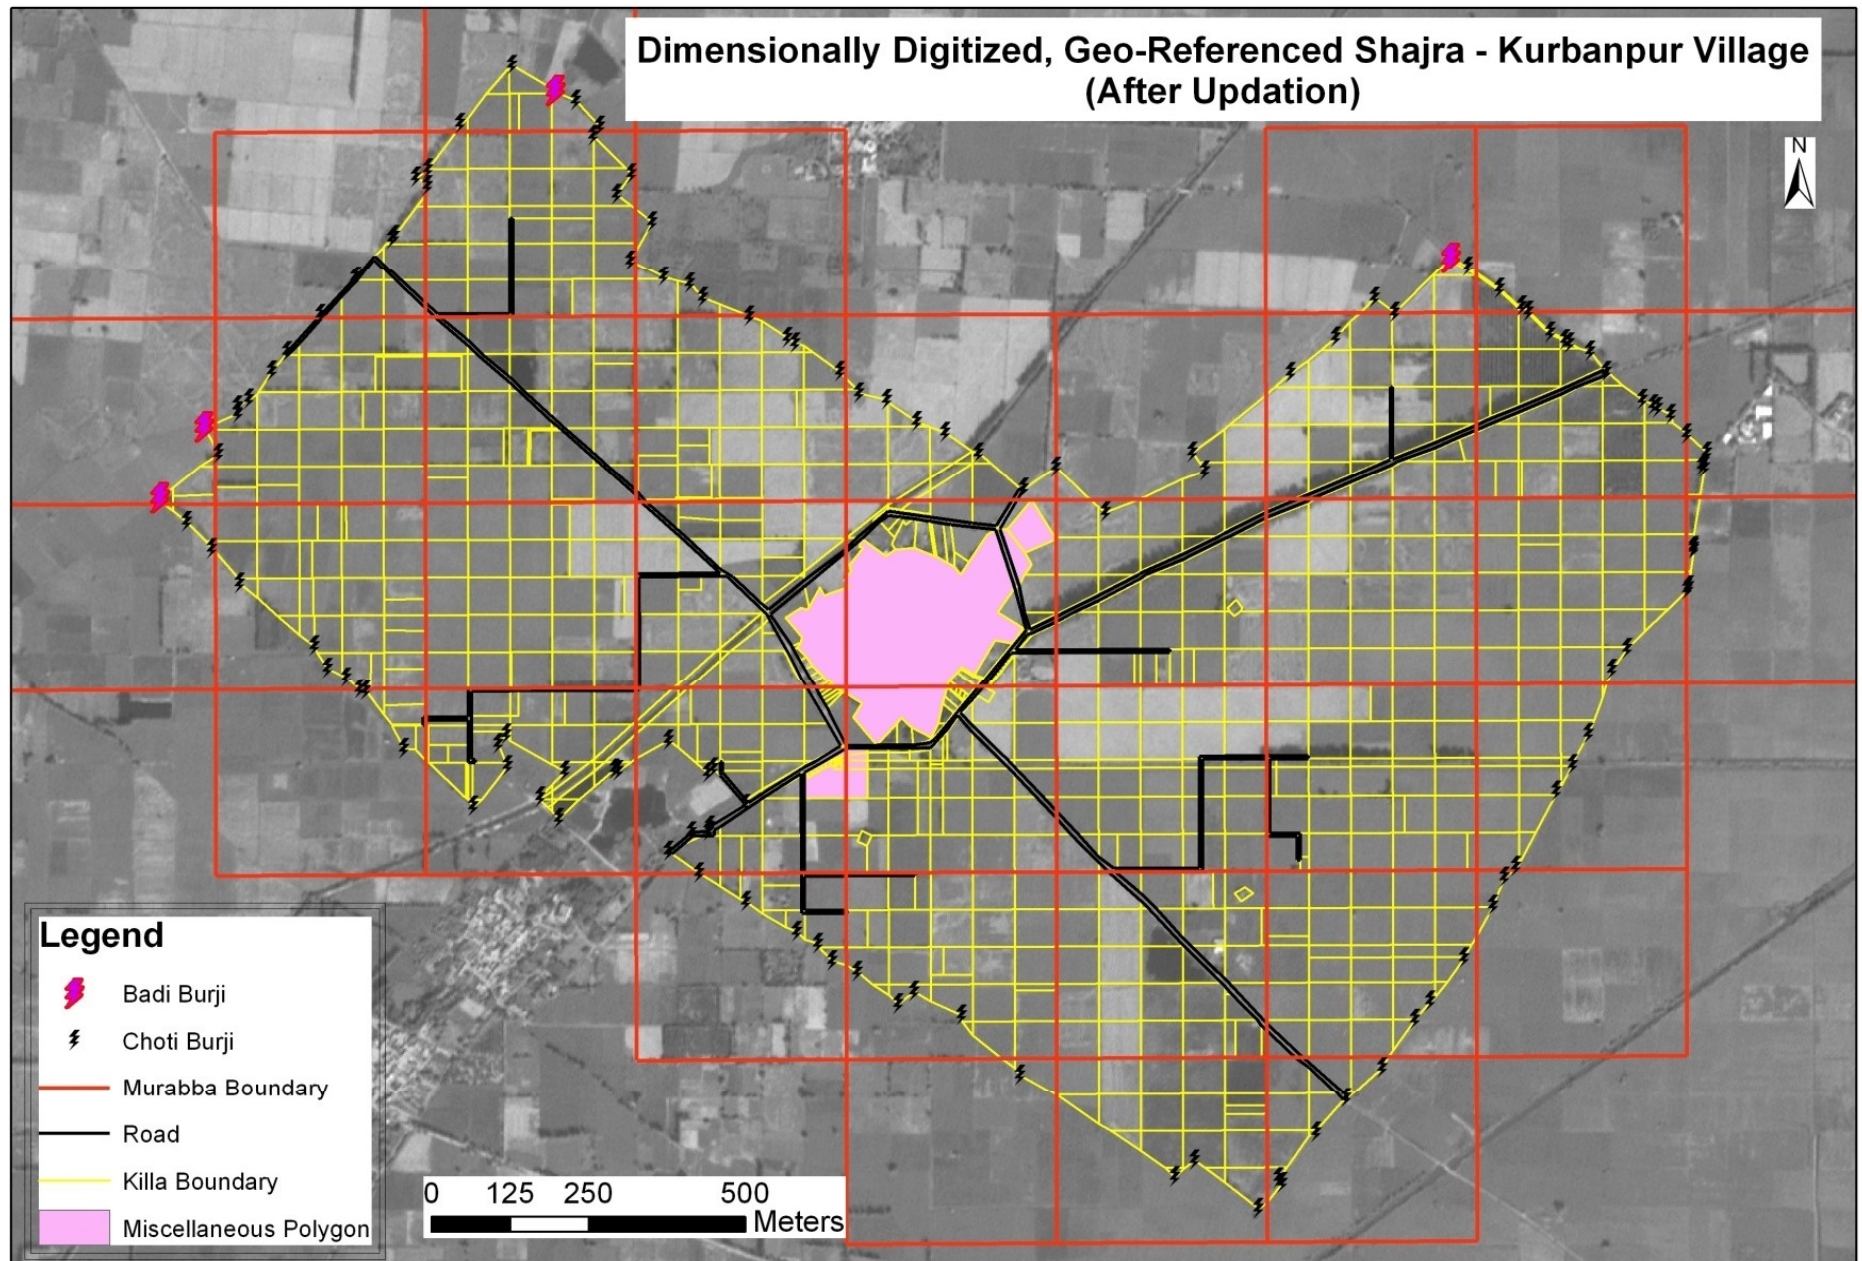 Dimensionally Digitized, Geo-Referenced Shajra - Kurbanpur Village
(After Updation)
N
Legend
Badi Burji
Choti Burji
Murabba Boundary
Road
Killa Boundary
Miscellaneous Polygon
0 125 250 500
Meters